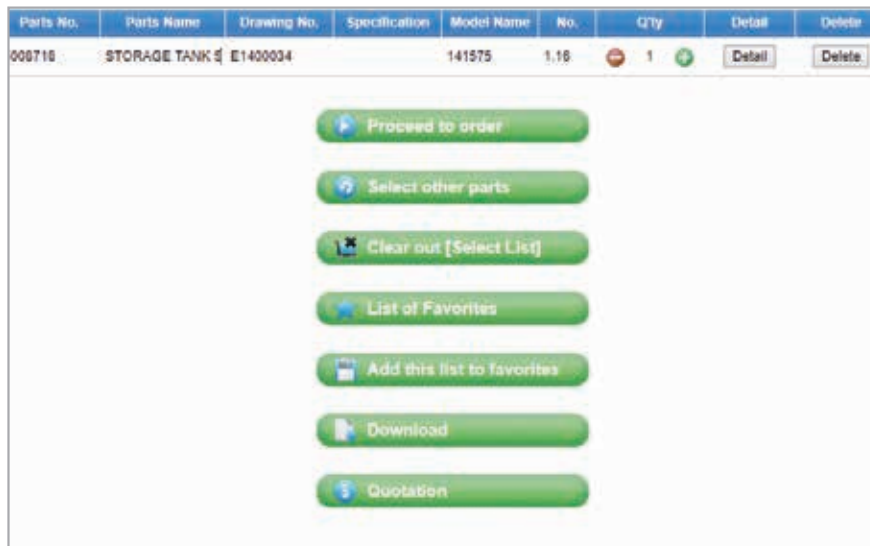 Parts No. Parts Name Drawing No. Specification Model Name No. Q'ty Detail Delete
008716 STORAGE TANK S E1400034 141575 1.16 1 Detail Delete
Proceed to order
Select other parts
Clear out [Select List]
List of Favorites
Add this list to favorites
Download
Quotation